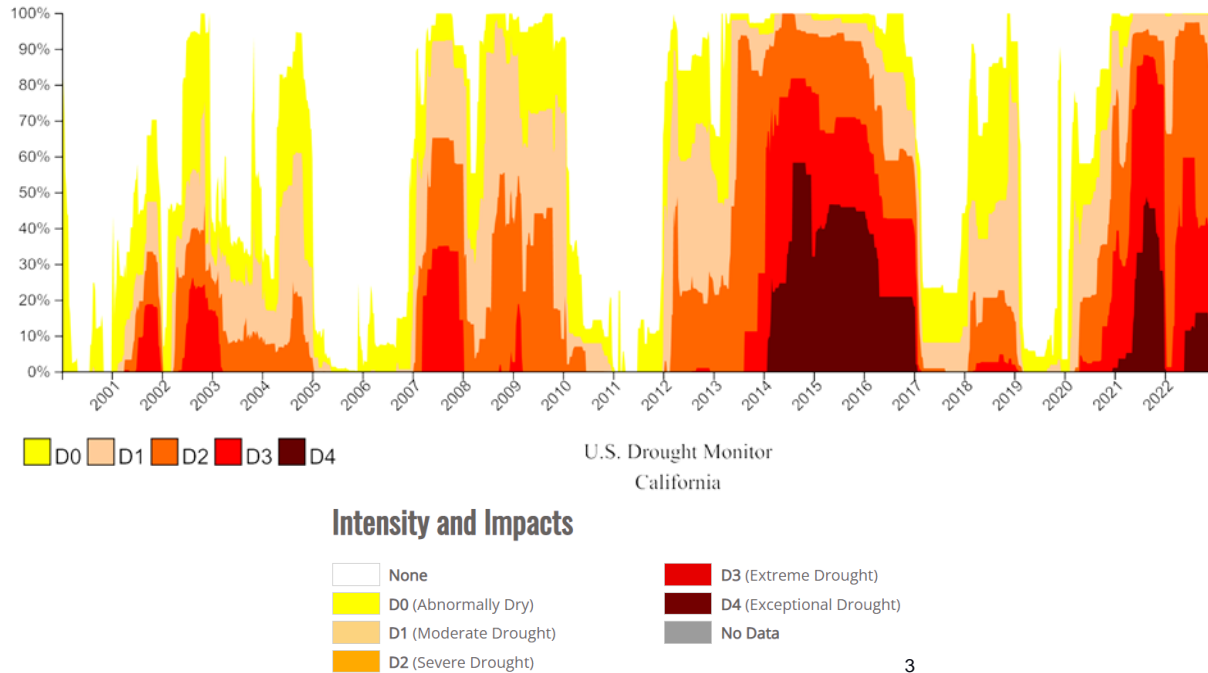 100%
90%
80%
70%
60%
50%
40%
30%
20%
10%
0%
2001 2002 2003 2004 2005 2006 2007 2008 2009 2010 2011 2012 2013 2014 2015 2016 2017 2018 2019 2020 2021 2022
D0 D1 D2 D3 D4
U.S. Drought Monitor
California
Intensity and Impacts
None
D0 (Abnormally Dry)
D1 (Moderate Drought)
D2 (Severe Drought)
D3 (Extreme Drought)
D4 (Exceptional Drought)
No Data
3